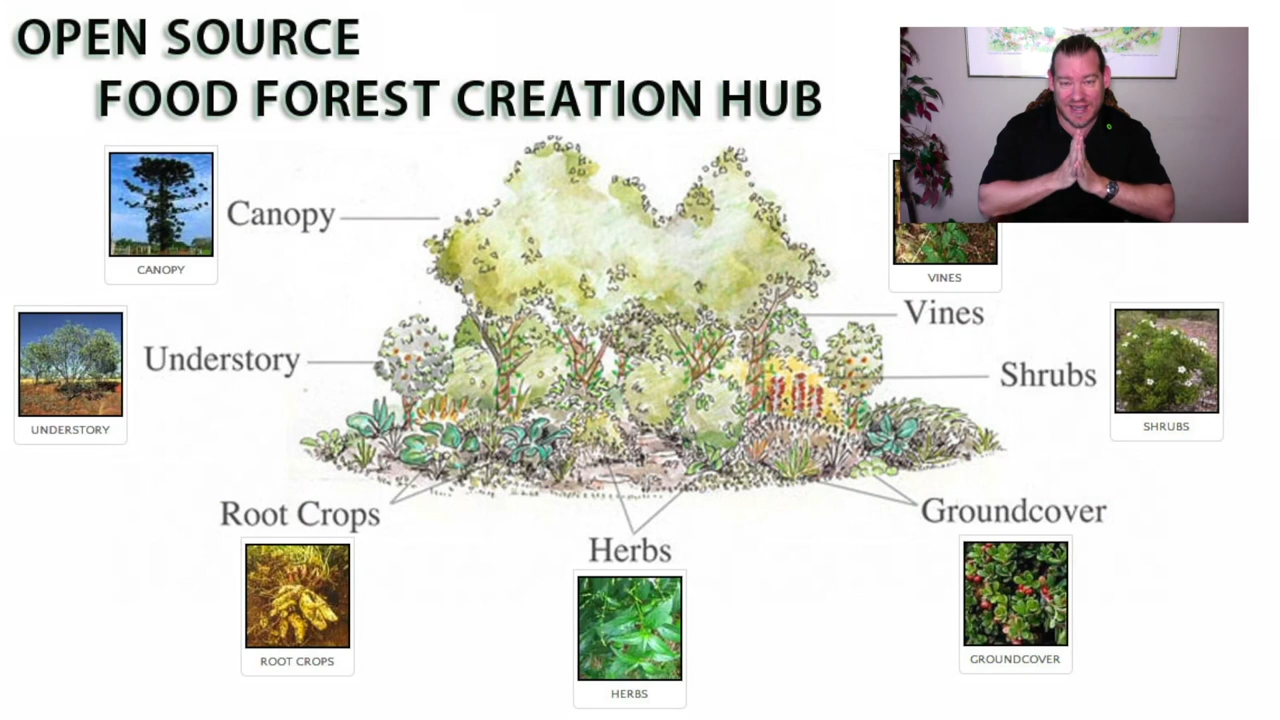 OPEN SOURCE
FOOD FOREST CREATION HUB
Canopy
CANOPY
VINES
Vines
Understory
UNDERSTORY
Shrubs
SHRUBS
Root Crops
ROOT CROPS
Herbs
HERBS
Groundcover
GROUNDCOVER